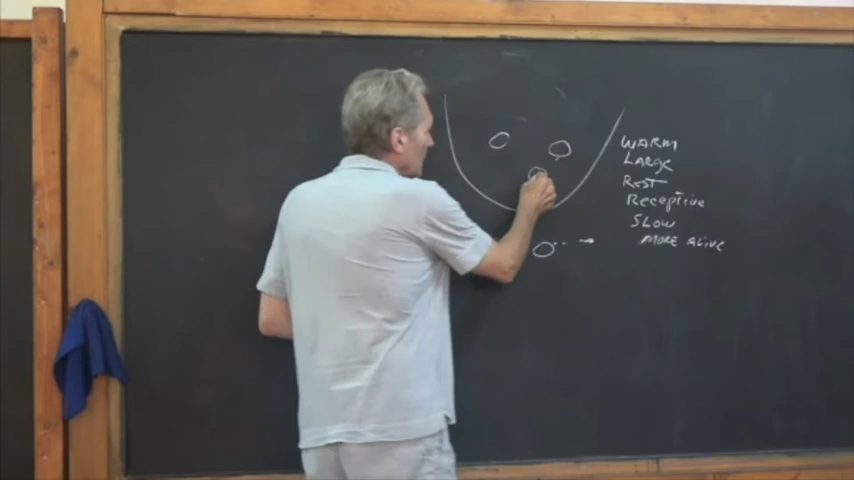 WARM
LARGE
REST
Receptive
SLOW
MORE ALIVE